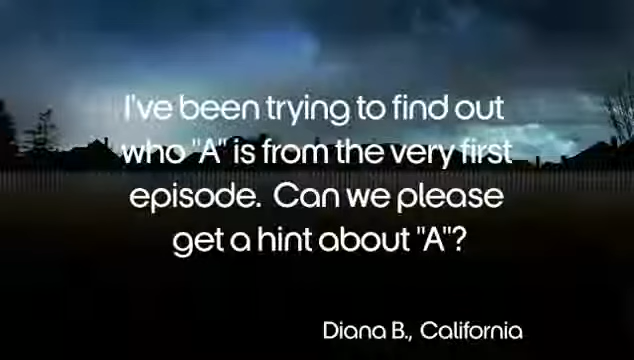 I've been trying to find out
who "A" is from the very first
episode. Can we please
get a hint about "A"?
Diana B., California